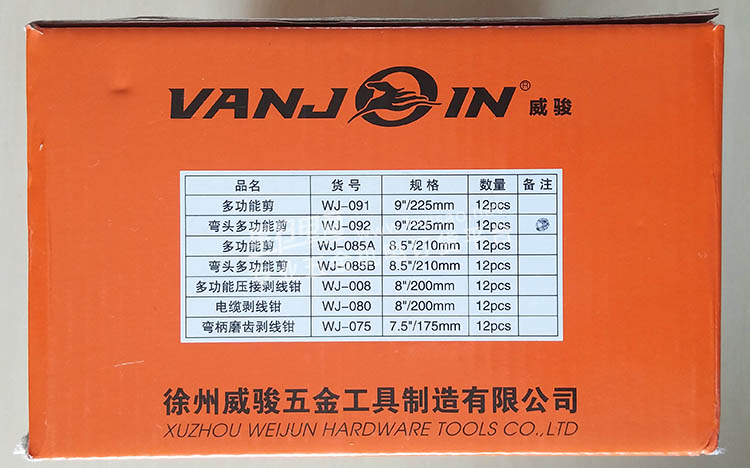 VANJOIN® 威骏
品名 货号 规格 数量 备注
多功能剪 WJ-091 9"/225mm 12pcs
弯头多功能剪 WJ-092 9"/225mm 12pcs
多功能剪 WJ-085A 8.5"/210mm 12pcs
弯头多功能剪 WJ-085B 8.5"/210mm 12pcs
多功能压接剥线钳 WJ-008 8"/200mm 12pcs
电缆剥线钳 WJ-080 8"/200mm 12pcs
弯柄磨齿剥线钳 WJ-075 7.5"/175mm 12pcs
徐州威骏五金工具制造有限公司
XUZHOU WEIJUN HARDWARE TOOLS CO.,LTD